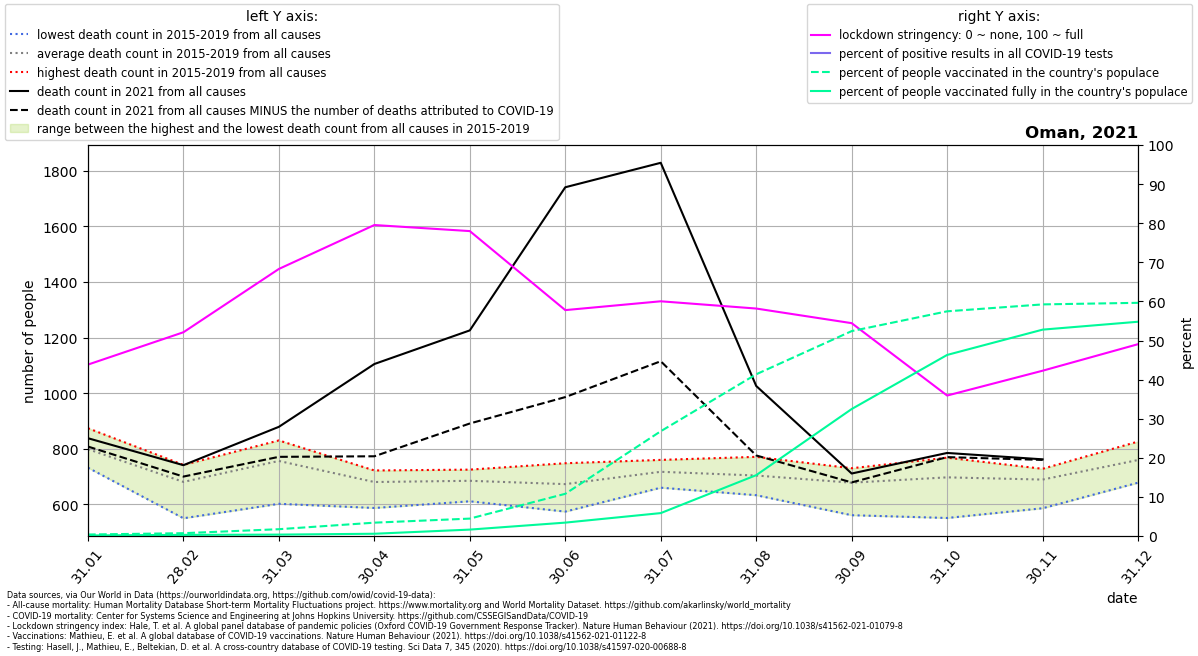 left Y axis:
lowest death count in 2015-2019 from all causes
average death count in 2015-2019 from all causes
highest death count in 2015-2019 from all causes
death count in 2021 from all causes
death count in 2021 from all causes MINUS the number of deaths attributed to COVID-19
range between the highest and the lowest death count from all causes in 2015-2019
right Y axis:
lockdown stringency: 0 ~ none, 100 ~ full
percent of positive results in all COVID-19 tests
percent of people vaccinated in the country's populace
percent of people vaccinated fully in the country's populace
Oman, 2021
number of people
1800
1600
1400
1200
1000
800
600
100
90
80
70
60
50
40
30
20
10
0
percent
31.01
28.02
31.03
30.04
31.05
30.06
31.07
31.08
30.09
31.10
30.11
31.12
date
Data sources, via Our World in Data (https://ourworldindata.org, https://github.com/owid/covid-19-data):
- All-cause mortality: Human Mortality Database Short-term Mortality Fluctuations project. https://www.mortality.org and World Mortality Dataset. https://github.com/akarlinsky/world_mortality
- COVID-19 mortality: Center for Systems Science and Engineering at Johns Hopkins University. https://github.com/CSSEGISandData/COVID-19
- Lockdown stringency index: Hale, T. et al. A global panel database of pandemic policies (Oxford COVID-19 Government Response Tracker). Nature Human Behaviour (2021). https://doi.org/10.1038/s41562-021-01079-8
- Vaccinations: Mathieu, E. et al. A global database of COVID-19 vaccinations. Nature Human Behaviour (2021). https://doi.org/10.1038/s41562-021-01122-8
- Testing: Hasell, J., Mathieu, E., Beltekian, D. et al. A cross-country database of COVID-19 testing. Sci Data 7, 345 (2020). https://doi.org/10.1038/s41597-020-00688-8